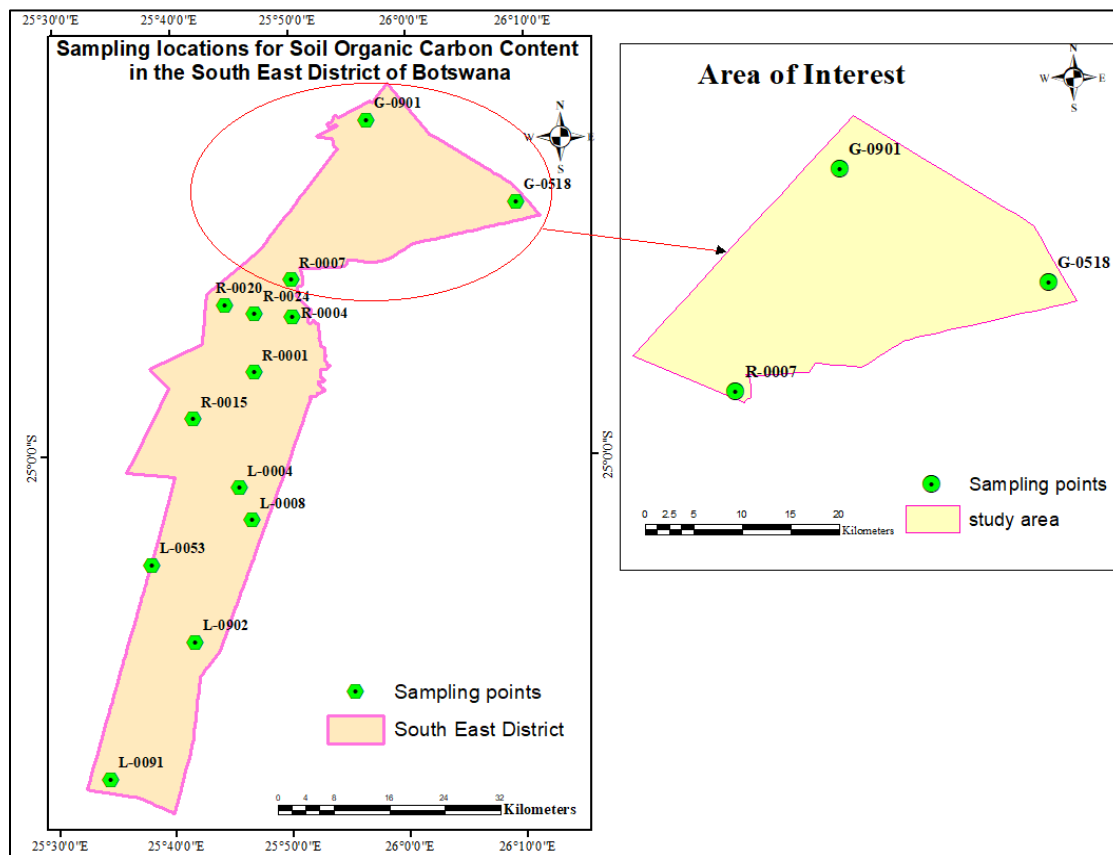 25°30'0"E 25°40'0"E 25°50'0"E 26°0'0"E 26°10'0"E
Sampling locations for Soil Organic Carbon Content
in the South East District of Botswana
G-0901
N
W E
S
G-0518
R-0007
R-0020
R-0024
R-0004
R-0001
R-0015
25°0'0"S
25°0'0"S
L-0004
L-0008
L-0053
L-0902
Sampling points
South East District
L-0091
0 2 4 8 16 24 32
Kilometers
25°30'0"E 25°40'0"E 25°50'0"E 26°0'0"E 26°10'0"E
Area of Interest
N
W E
S
G-0901
G-0518
R-0007
Sampling points
study area
0 2.5 5 10 15 20
Kilometers